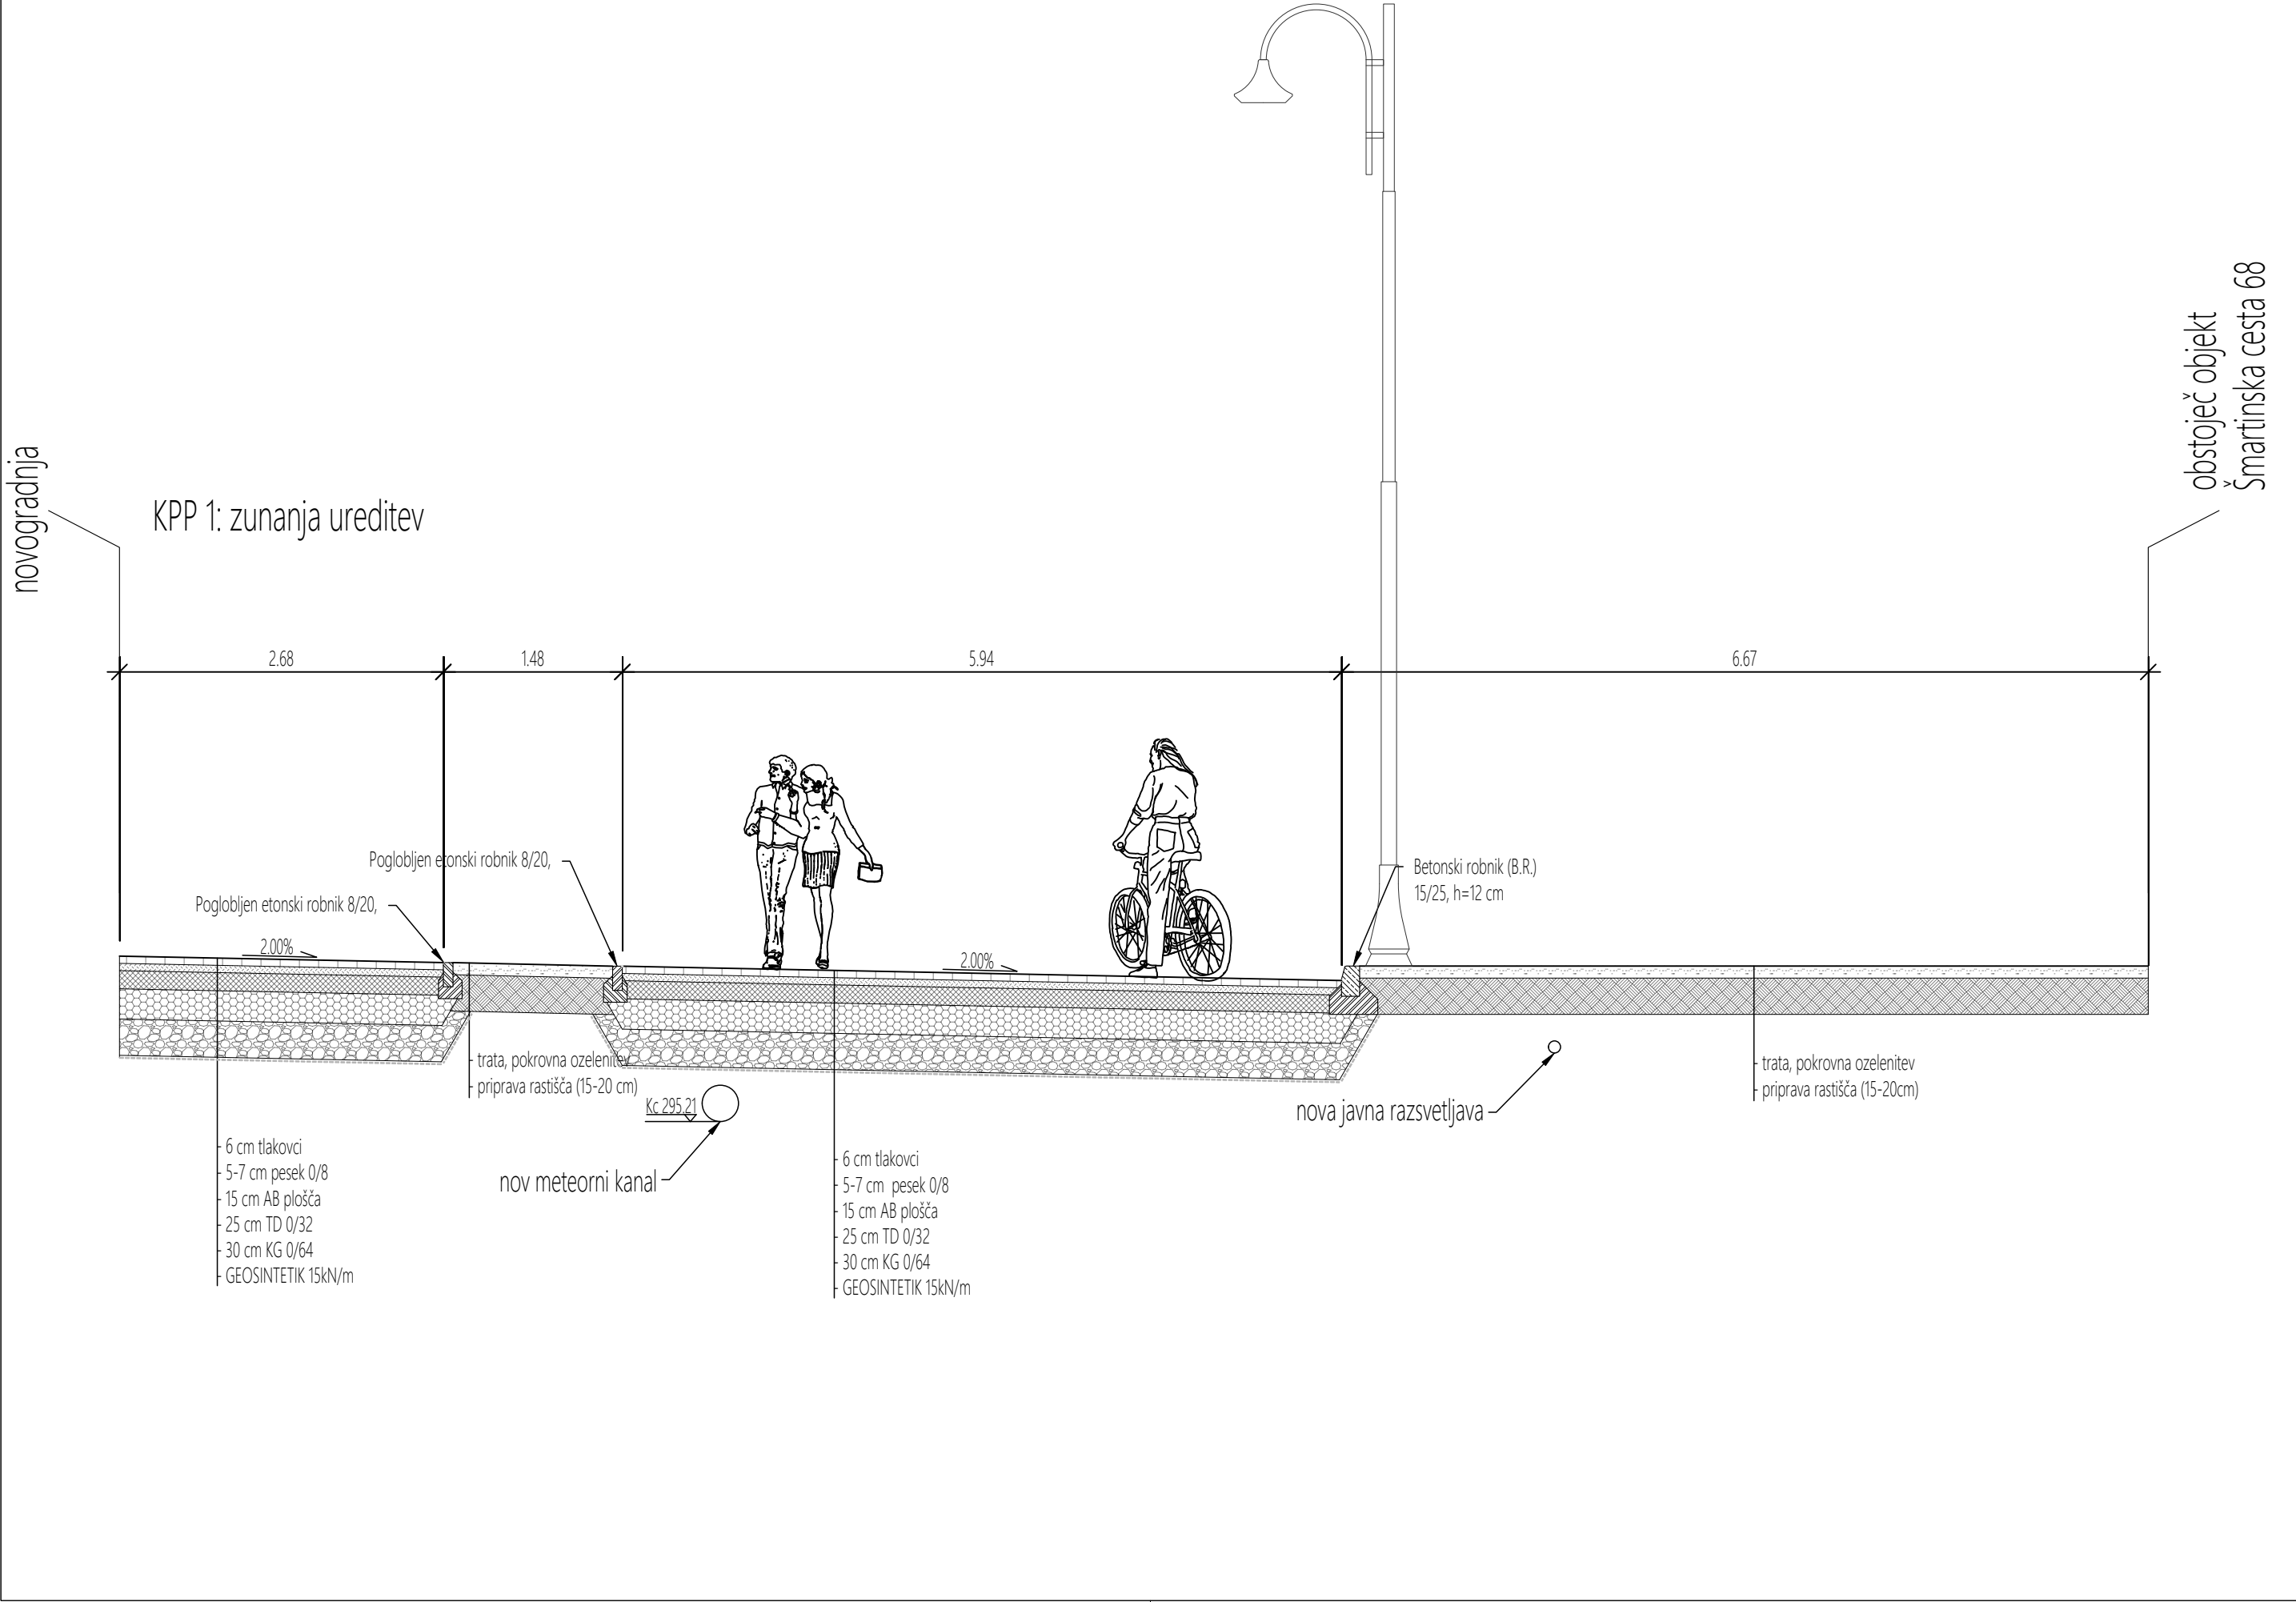 obstoječ objekt
Šmartinska cesta 68
novogradnja
KPP 1: zunanja ureditev
2.68
1.48
5.94
6.67
Poglobljen etonski robnik 8/20,
Betonski robnik (B.R.)
15/25, h=12 cm
Poglobljen etonski robnik 8/20,
2.00%
2.00%
trata, pokrovna ozelenitev
priprava rastišča (15-20 cm)
trata, pokrovna ozelenitev
priprava rastišča (15-20cm)
Kc 295,21
nova javna razsvetljava
nov meteorni kanal
6 cm tlakovci
5-7 cm pesek 0/8
15 cm AB plošča
25 cm TD 0/32
30 cm KG 0/64
GEOSINTETIK 15kN/m
6 cm tlakovci
5-7 cm pesek 0/8
15 cm AB plošča
25 cm TD 0/32
30 cm KG 0/64
GEOSINTETIK 15kN/m